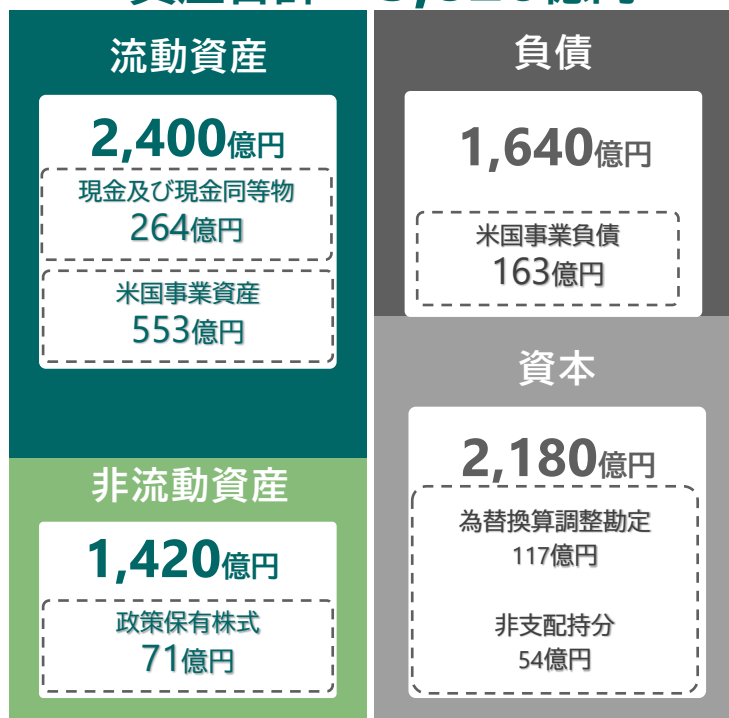 流動資産
2,400億円
現金及び現金同等物
264億円
米国事業資産
553億円
非流動資産
1,420億円
政策保有株式
71億円
負債
1,640億円
米国事業負債
163億円
資本
2,180億円
為替換算調整勘定
117億円
非支配持分
54億円